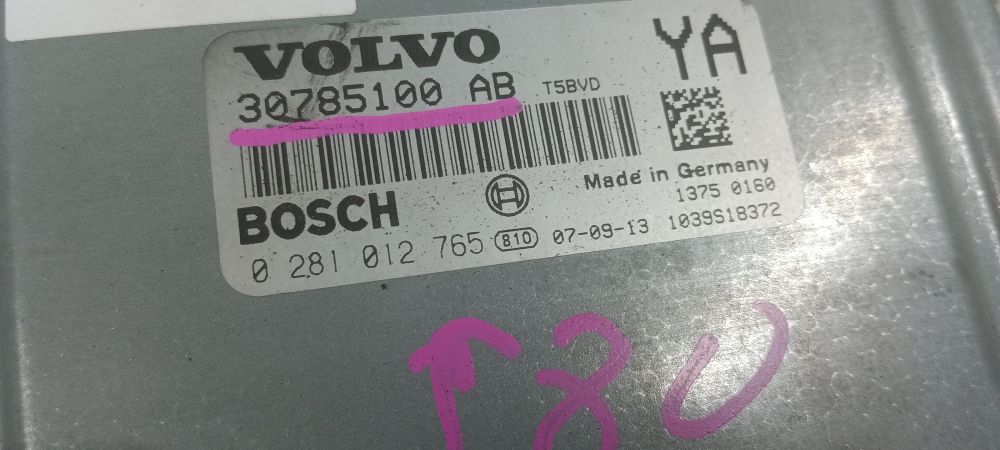 VOLVO
YA
30785100 AB T5BVD
Made in Germany
BOSCH
1375 0160
0 281 012 765 810 07-09-13 1039S18372